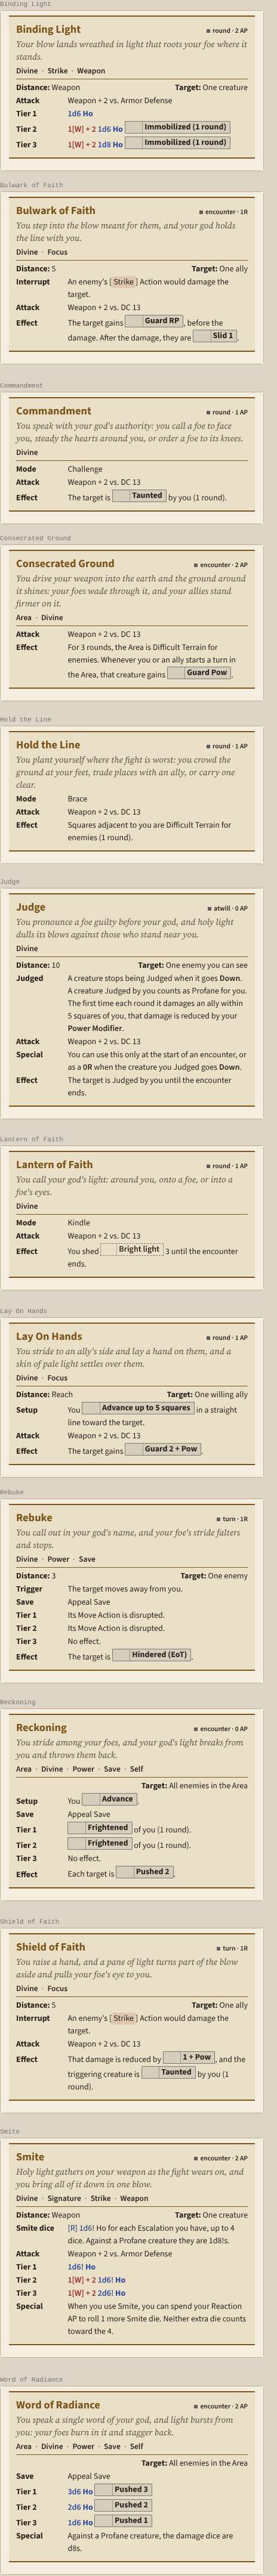 Binding Light
Binding Light
■ round · 2 AP
Your blow lands wreathed in light that roots your foe where it
stands.
Divine · Strike · Weapon
Distance: Weapon
Target: One creature
Attack Weapon + 2 vs. Armor Defense
Tier 1 1d6 Ho
Tier 2 1[W] + 2 1d6 Ho Immobilized (1 round)
Tier 3 1[W] + 2 1d8 Ho Immobilized (1 round)
Bulwark of Faith
Bulwark of Faith
■ encounter · 1R
You step into the blow meant for them, and your god holds
the line with you.
Divine · Focus
Distance: 5
Target: One ally
Interrupt An enemy's [ Strike ] Action would damage the
target.
Attack Weapon + 2 vs. DC 13
Effect The target gains Guard RP , before the
damage. After the damage, they are Slid 1 .
Commandment
Commandment
■ round · 1 AP
You speak with your god's authority: you call a foe to face
you, steady the hearts around you, or order a foe to its knees.
Divine
Mode Challenge
Attack Weapon + 2 vs. DC 13
Effect The target is Taunted by you (1 round).
Consecrated Ground
Consecrated Ground
■ encounter · 2 AP
You drive your weapon into the earth and the ground around
it shines: your foes wade through it, and your allies stand
firmer on it.
Area · Divine
Attack Weapon + 2 vs. DC 13
Effect For 3 rounds, the Area is Difficult Terrain for
enemies. Whenever you or an ally starts a turn in
the Area, that creature gains Guard Pow .
Hold the Line
Hold the Line
■ round · 1 AP
You plant yourself where the fight is worst: you crowd the
ground at your feet, trade places with an ally, or carry one
clear.
Mode Brace
Attack Weapon + 2 vs. DC 13
Effect Squares adjacent to you are Difficult Terrain for
enemies (1 round).
Judge
Judge
■ atwill · 0 AP
You pronounce a foe guilty before your god, and holy light
dulls its blows against those who stand near you.
Divine
Distance: 10
Target: One enemy you can see
Judged A creature stops being Judged when it goes Down.
A creature Judged by you counts as Profane for you.
The first time each round it damages an ally within
5 squares of you, that damage is reduced by your
Power Modifier.
Attack Weapon + 2 vs. DC 13
Special You can use this only at the start of an encounter, or
as a 0R when the creature you Judged goes Down.
Effect The target is Judged by you until the encounter
ends.
Lantern of Faith
Lantern of Faith
■ round · 1 AP
You call your god's light: around you, onto a foe, or into a
foe's eyes.
Divine
Mode Kindle
Attack Weapon + 2 vs. DC 13
Effect You shed Bright light 3 until the encounter
ends.
Lay On Hands
Lay On Hands
■ round · 1 AP
You stride to an ally's side and lay a hand on them, and a
skin of pale light settles over them.
Divine · Focus
Distance: Reach
Target: One willing ally
Setup You Advance up to 5 squares in a straight
line toward the target.
Attack Weapon + 2 vs. DC 13
Effect The target gains Guard 2 + Pow .
Rebuke
Rebuke
■ turn · 1R
You call out in your god's name, and your foe's stride falters
and stops.
Divine · Power · Save
Distance: 3
Target: One enemy
Trigger The target moves away from you.
Save Appeal Save
Tier 1 Its Move Action is disrupted.
Tier 2 Its Move Action is disrupted.
Tier 3 No effect.
Effect The target is Hindered (EoT) .
Reckoning
Reckoning
■ encounter · 0 AP
You stride among your foes, and your god's light breaks from
you and throws them back.
Area · Divine · Power · Save · Self
Target: All enemies in the Area
Setup You Advance .
Save Appeal Save
Tier 1 Frightened of you (1 round).
Tier 2 Frightened of you (1 round).
Tier 3 No effect.
Effect Each target is Pushed 2 .
Shield of Faith
Shield of Faith
■ turn · 1R
You raise a hand, and a pane of light turns part of the blow
aside and pulls your foe's eye to you.
Divine · Focus
Distance: 5
Target: One ally
Interrupt An enemy's [ Strike ] Action would damage the
target.
Attack Weapon + 2 vs. DC 13
Effect That damage is reduced by 1 + Pow , and the
triggering creature is Taunted by you (1
round).
Smite
Smite
■ encounter · 2 AP
Holy light gathers on your weapon as the fight wears on, and
you bring all of it down in one blow.
Divine · Signature · Strike · Weapon
Distance: Weapon
Target: One creature
Smite dice [R] 1d6! Ho for each Escalation you have, up to 4
dice. Against a Profane creature they are 1d8!s.
Attack Weapon + 2 vs. Armor Defense
Tier 1 1d6! Ho
Tier 2 1[W] + 2 1d6! Ho
Tier 3 1[W] + 2 2d6! Ho
Special When you use Smite, you can spend your Reaction
AP to roll 1 more Smite die. Neither extra die counts
toward the 4.
Word of Radiance
Word of Radiance
■ encounter · 2 AP
You speak a single word of your god, and light bursts from
you: your foes burn in it and stagger back.
Area · Divine · Power · Save · Self
Target: All enemies in the Area
Save Appeal Save
Tier 1 3d6 Ho Pushed 3
Tier 2 2d6 Ho Pushed 2
Tier 3 1d6 Ho Pushed 1
Special Against a Profane creature, the damage dice are
d8s.